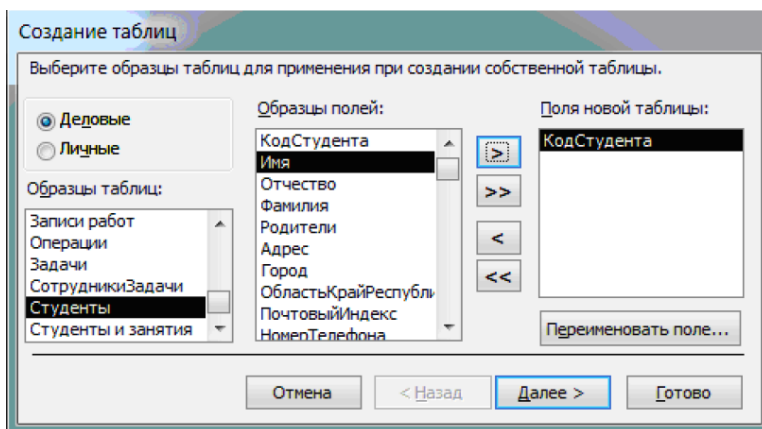 Создание таблиц
Выберите образцы таблиц для применения при создании собственной таблицы.
Деловые
Личные
Образцы таблиц:
Записи работ
Операции
Задачи
СотрудникиЗадачи
Студенты
Студенты и занятия
Образцы полей:
КодСтудента
Имя
Отчество
Фамилия
Родители
Адрес
Город
ОбластьКрайРеспубли
ПочтовыйИндекс
НомерТелефона
>
>>
<
<<
Поля новой таблицы:
КодСтудента
Переименовать поле...
Отмена
< Назад
Далее >
Готово